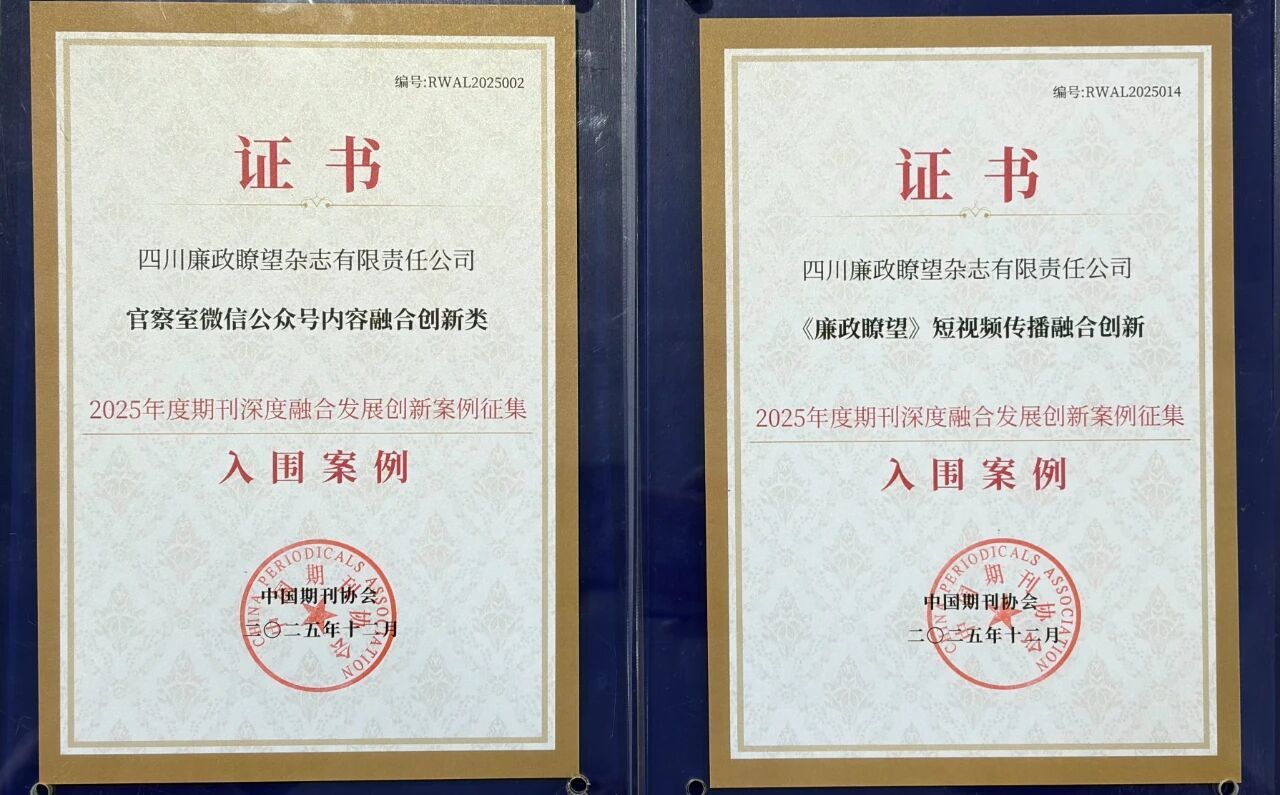 编号:RWAL2025002
证书
四川廉政瞭望杂志有限责任公司
官察室微信公众号内容融合创新类
2025年度期刊深度融合发展创新案例征集
入围案例
CHINA PERIODICALS ASSOCIATION
中国期刊协会
中国期刊协会
二〇二五年十二月
编号:RWAL2025014
证书
四川廉政瞭望杂志有限责任公司
《廉政瞭望》短视频传播融合创新
2025年度期刊深度融合发展创新案例征集
入围案例
CHINA PERIODICALS ASSOCIATION
中国期刊协会
中国期刊协会
二〇二五年十二月